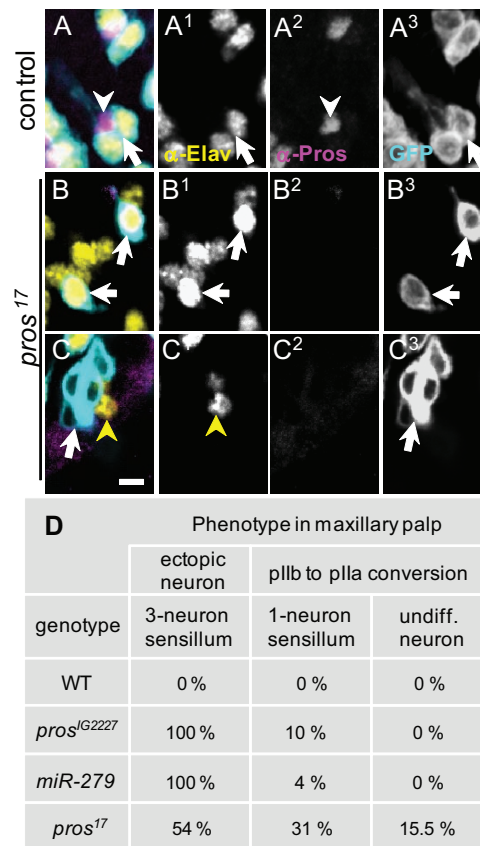 control
A A¹ A² A³
α-Elav α-Pros GFP
pros¹⁷
B B¹ B² B³
C C C² C³
D Phenotype in maxillary palp
ectopic neuron pIIb to pIIa conversion
genotype 3-neuron sensillum 1-neuron sensillum undiff. neuron
WT 0 % 0 % 0 %
prosIG2227 100 % 10 % 0 %
miR-279 100 % 4 % 0 %
pros17 54 % 31 % 15.5 %